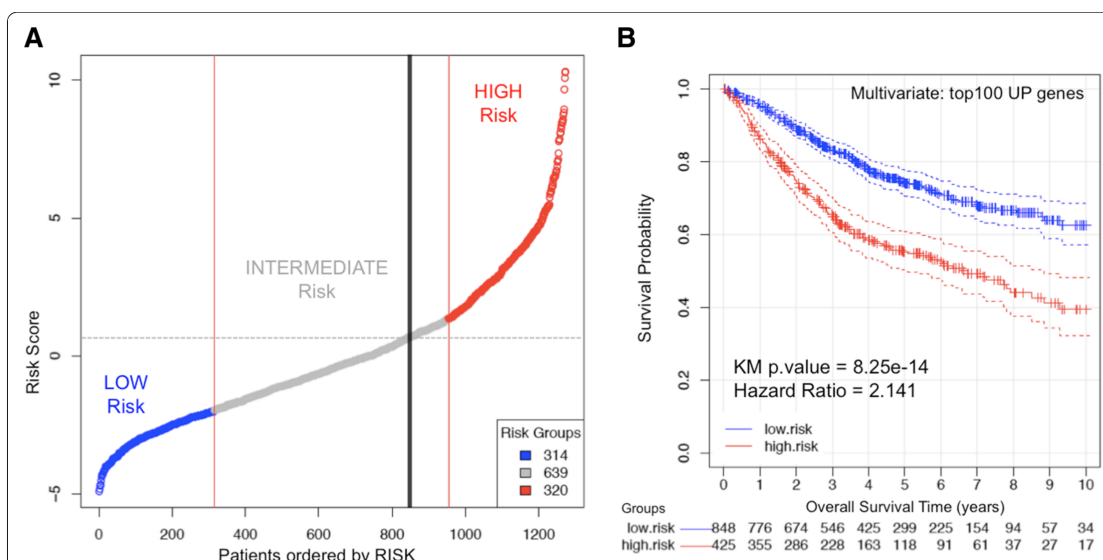 A
10
5
0
−5
Risk Score
LOW
Risk
INTERMEDIATE
Risk
HIGH
Risk
Risk Groups
314
639
320
0 200 400 600 800 1000 1200
Patients ordered by RISK
B
Multivariate: top100 UP genes
1.0
0.8
0.6
0.4
0.2
0.0
Survival Probability
KM p.value = 8.25e-14
Hazard Ratio = 2.141
low.risk
high.risk
0 1 2 3 4 5 6 7 8 9 10
Overall Survival Time (years)
Groups
low.risk 848 776 674 546 425 299 225 154 94 57 34
high.risk 425 355 286 228 163 118 91 61 37 27 17